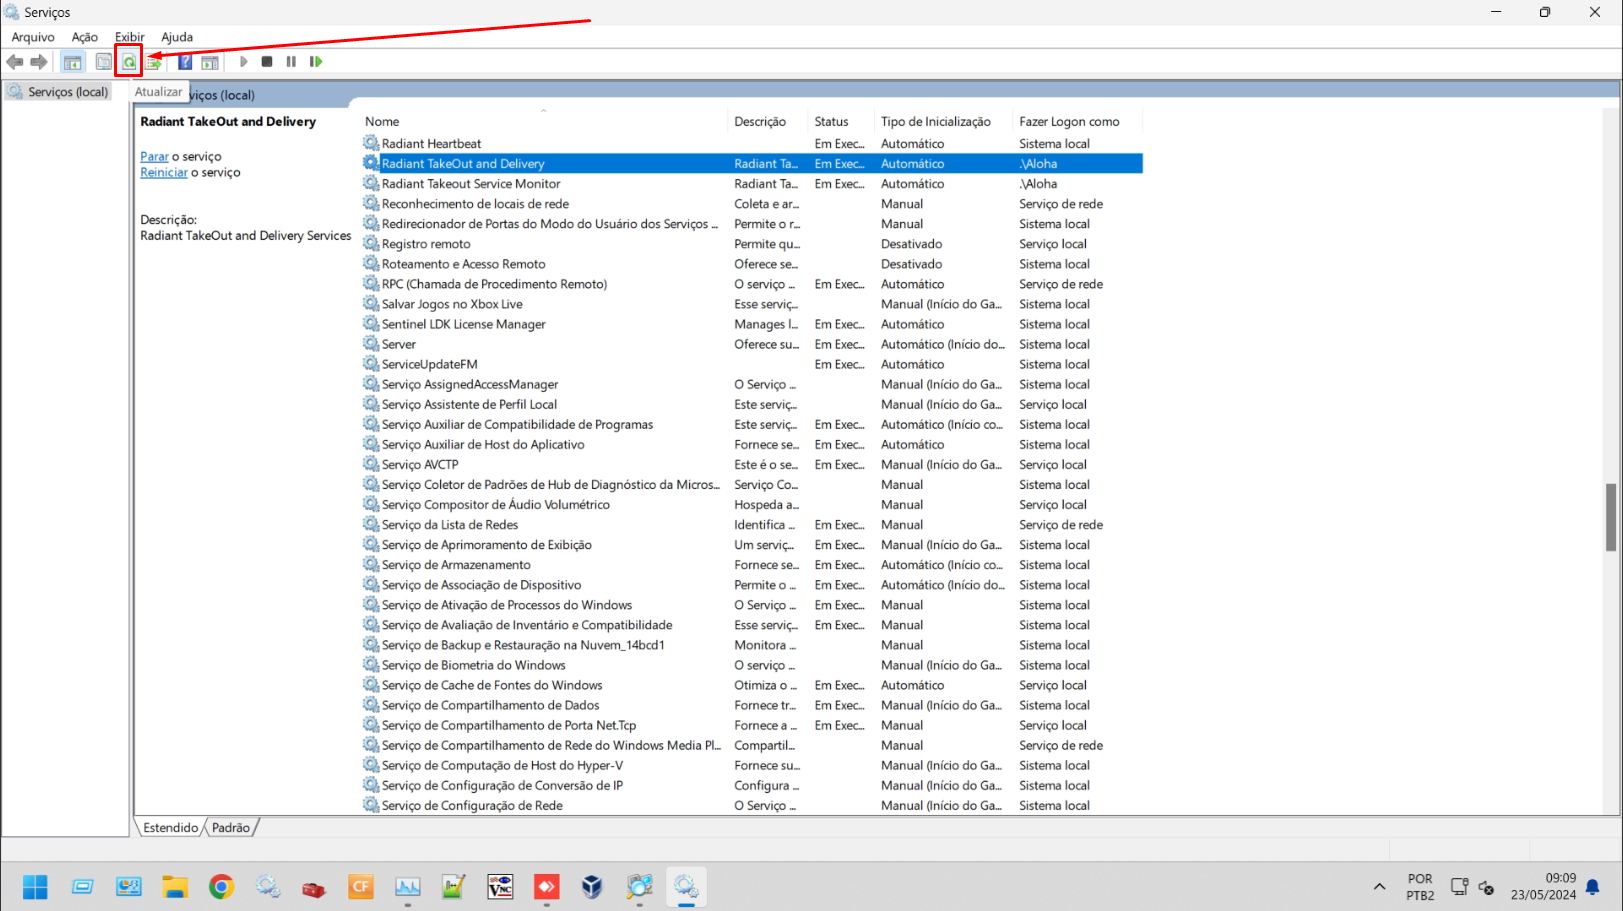 Serviços
Arquivo Ação Exibir Ajuda
Serviços (local)
Atualizar
viços (local)
Radiant TakeOut and Delivery
Parar o serviço
Reiniciar o serviço
Descrição:
Radiant TakeOut and Delivery Services
Nome Descrição Status Tipo de Inicialização Fazer Logon como
Radiant Heartbeat Em Exec... Automático Sistema local
Radiant TakeOut and Delivery Radiant Ta... Em Exec... Automático .\Aloha
Radiant Takeout Service Monitor Radiant Ta... Em Exec... Automático .\Aloha
Reconhecimento de locais de rede Coleta e ar... Manual Serviço de rede
Redirecionador de Portas do Modo do Usuário dos Serviços ... Permite o r... Manual Sistema local
Registro remoto Permite qu... Desativado Serviço local
Roteamento e Acesso Remoto Oferece se... Desativado Sistema local
RPC (Chamada de Procedimento Remoto) O serviço ... Em Exec... Automático Serviço de rede
Salvar Jogos no Xbox Live Esse serviç... Manual (Início do Ga... Sistema local
Sentinel LDK License Manager Manages l... Em Exec... Automático Sistema local
Server Oferece su... Em Exec... Automático (Início do... Sistema local
ServiceUpdateFM Em Exec... Automático Sistema local
Serviço AssignedAccessManager O Serviço ... Manual (Início do Ga... Sistema local
Serviço Assistente de Perfil Local Este serviç... Manual (Início do Ga... Serviço local
Serviço Auxiliar de Compatibilidade de Programas Este serviç... Em Exec... Automático (Início co... Sistema local
Serviço Auxiliar de Host do Aplicativo Fornece se... Em Exec... Automático Sistema local
Serviço AVCTP Este é o se... Em Exec... Manual (Início do Ga... Serviço local
Serviço Coletor de Padrões de Hub de Diagnóstico da Micros... Serviço Co... Manual Sistema local
Serviço Compositor de Áudio Volumétrico Hospeda a... Manual Serviço local
Serviço da Lista de Redes Identifica ... Em Exec... Manual Serviço de rede
Serviço de Aprimoramento de Exibição Um serviç... Em Exec... Manual (Início do Ga... Sistema local
Serviço de Armazenamento Fornece se... Em Exec... Automático (Início co... Sistema local
Serviço de Associação de Dispositivo Permite o ... Em Exec... Automático (Início do... Sistema local
Serviço de Ativação de Processos do Windows O Serviço ... Em Exec... Manual Sistema local
Serviço de Avaliação de Inventário e Compatibilidade Esse serviç... Em Exec... Manual Sistema local
Serviço de Backup e Restauração na Nuvem_14bcd1 Monitora ... Manual Sistema local
Serviço de Biometria do Windows O serviço ... Manual (Início do Ga... Sistema local
Serviço de Cache de Fontes do Windows Otimiza o ... Em Exec... Automático Serviço local
Serviço de Compartilhamento de Dados Fornece tr... Em Exec... Manual (Início do Ga... Sistema local
Serviço de Compartilhamento de Porta Net.Tcp Fornece a ... Em Exec... Manual Serviço local
Serviço de Compartilhamento de Rede do Windows Media Pl... Compartil... Manual Serviço de rede
Serviço de Computação de Host do Hyper-V Fornece su... Manual (Início do Ga... Sistema local
Serviço de Configuração de Conversão de IP Configura ... Manual (Início do Ga... Sistema local
Serviço de Configuração de Rede O Serviço ... Manual (Início do Ga... Sistema local
Estendido Padrão
CF
VNC
POR
PTB2
09:09
23/05/2024